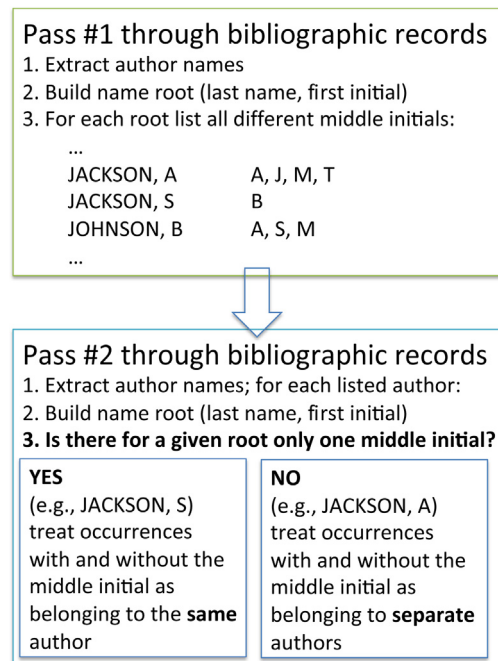 Pass #1 through bibliographic records
1. Extract author names
2. Build name root (last name, first initial)
3. For each root list all different middle initials:
...
JACKSON, A A, J, M, T
JACKSON, S B
JOHNSON, B A, S, M
...
Pass #2 through bibliographic records
1. Extract author names; for each listed author:
2. Build name root (last name, first initial)
3. Is there for a given root only one middle initial?
YES
(e.g., JACKSON, S)
treat occurrences
with and without the
middle initial as
belonging to the same
author
NO
(e.g., JACKSON, A)
treat occurrences
with and without the
middle initial as
belonging to separate
authors